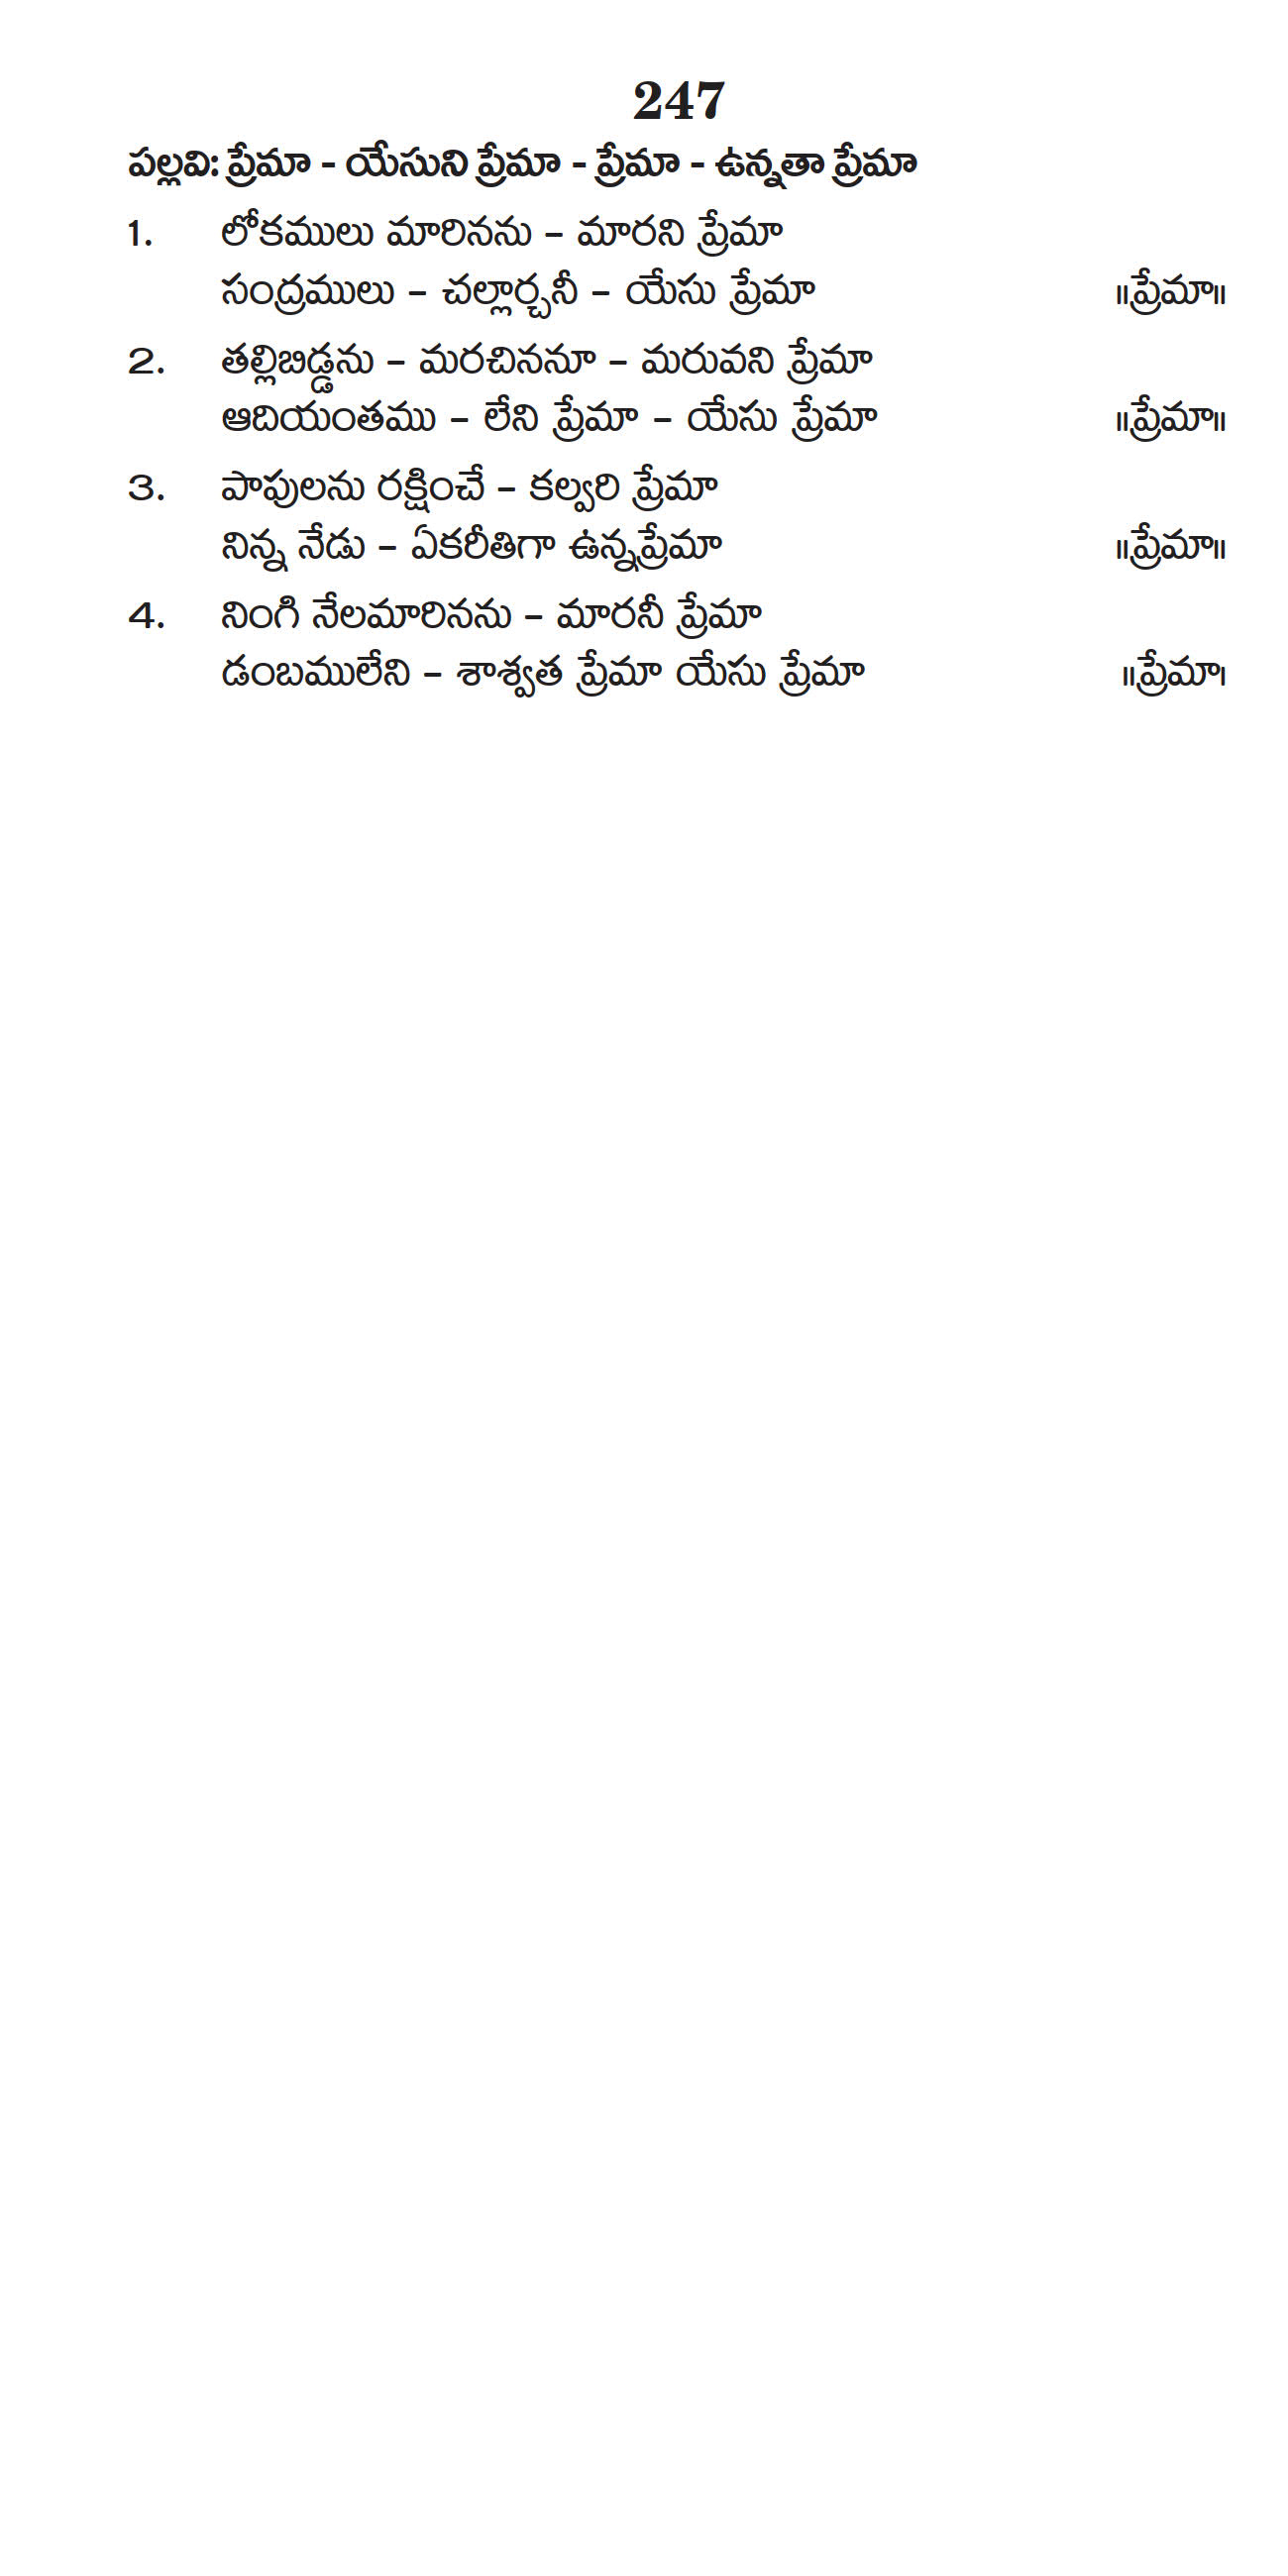 247
పల్లవి: ప్రేమా - యేసుని ప్రేమా - ప్రేమా - ఉన్నతా ప్రేమా
1. లోకములు మారినను – మారని ప్రేమా
సంద్రములు – చల్లార్చనీ – యేసు ప్రేమా ॥ప్రేమా॥
2. తల్లిబిడ్డను – మరచిననూ – మరువని ప్రేమా
ఆదియంతము – లేని ప్రేమా – యేసు ప్రేమా ॥ప్రేమా॥
3. పాపులను రక్షించే – కల్వరి ప్రేమా
నిన్న నేడు – ఏకరీతిగా ఉన్నప్రేమా ॥ప్రేమా॥
4. నింగి నేలమారినను – మారనీ ప్రేమా
డంబములేని – శాశ్వత ప్రేమా యేసు ప్రేమా ॥ప్రేమా।